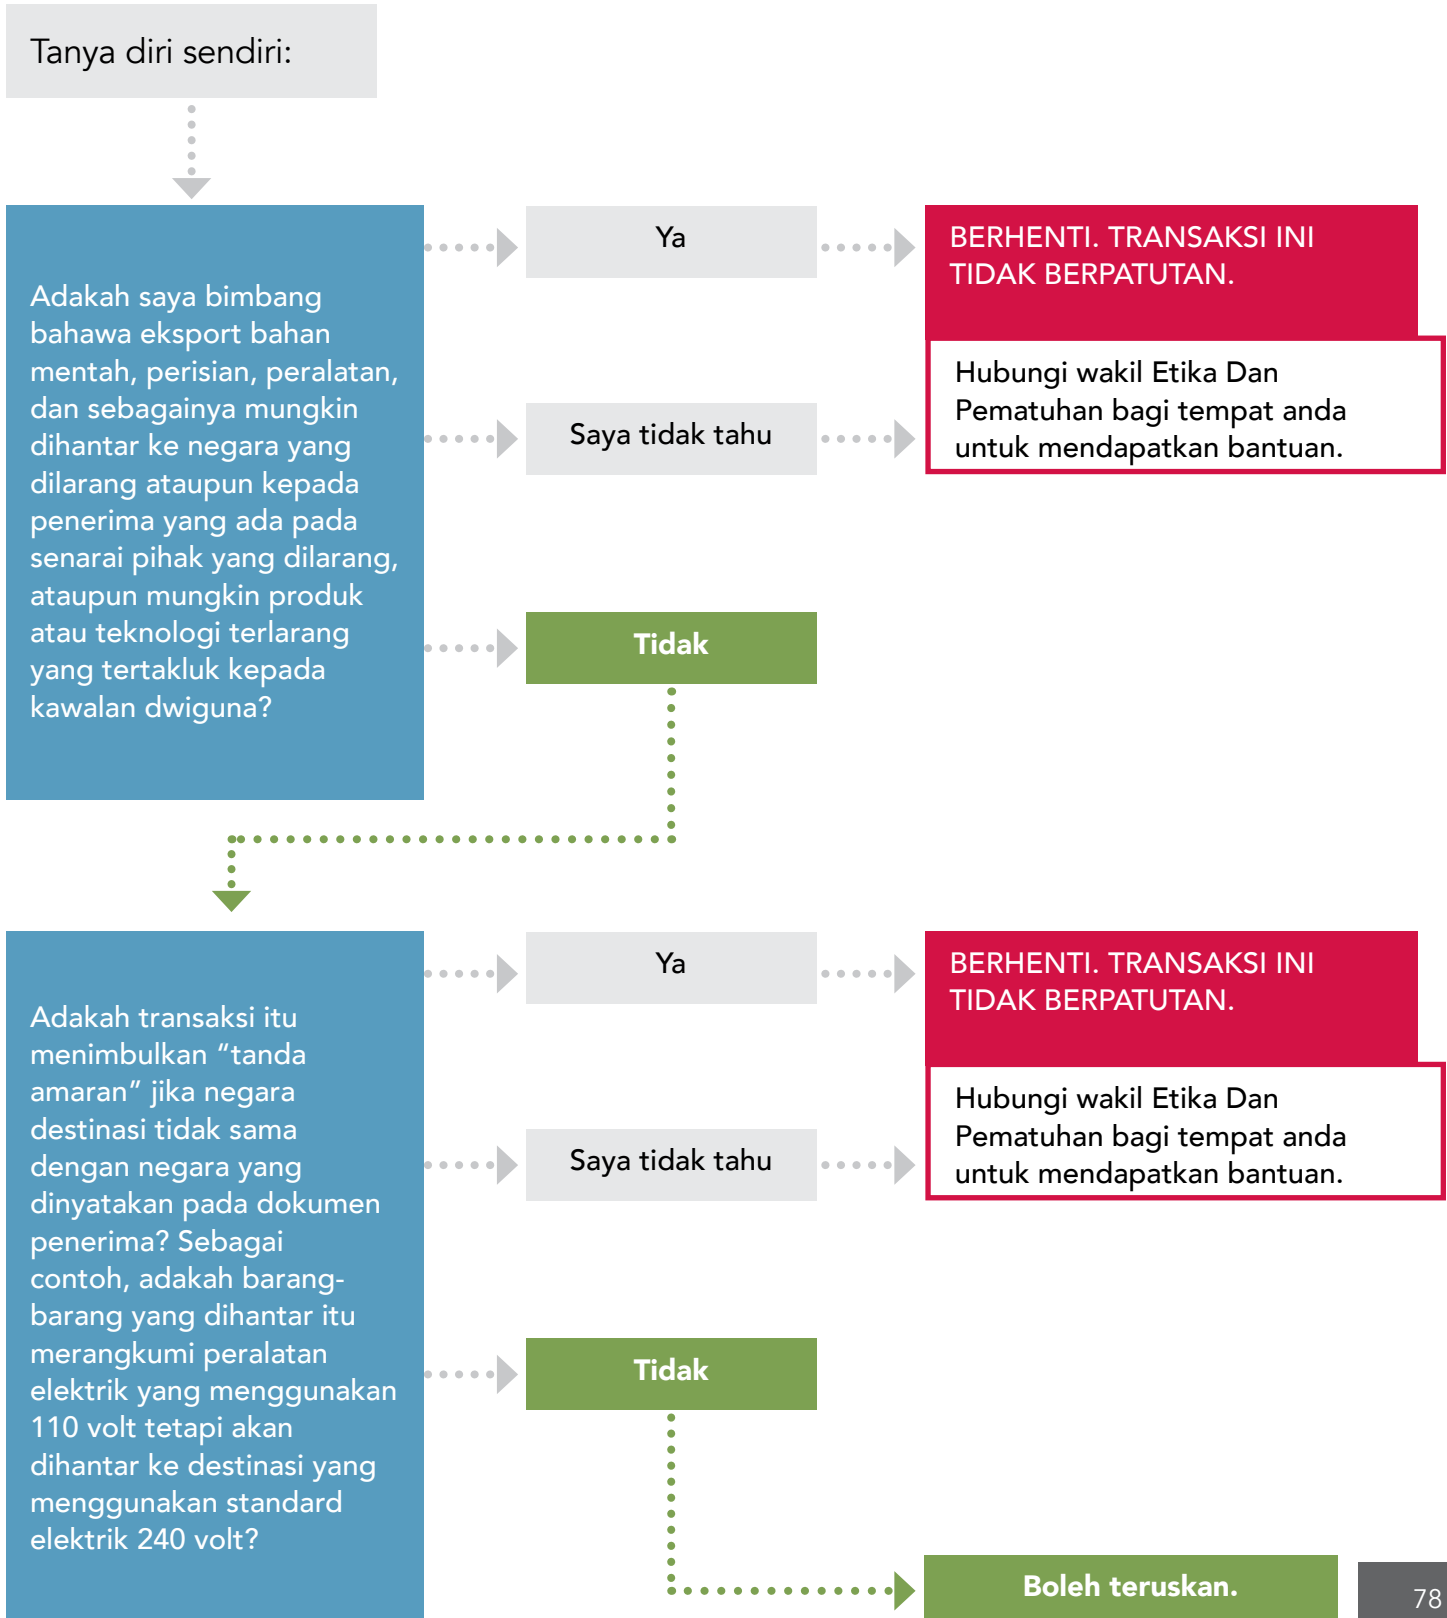 Tanya diri sendiri:
Adakah saya bimbang
bahawa eksport bahan
mentah, perisian, peralatan,
dan sebagainya mungkin
dihantar ke negara yang
dilarang ataupun kepada
penerima yang ada pada
senarai pihak yang dilarang,
ataupun mungkin produk
atau teknologi terlarang
yang tertakluk kepada
kawalan dwiguna?
Ya
BERHENTI. TRANSAKSI INI
TIDAK BERPATUTAN.
Saya tidak tahu
Hubungi wakil Etika Dan
Pematuhan bagi tempat anda
untuk mendapatkan bantuan.
Tidak
Adakah transaksi itu
menimbulkan “tanda
amaran” jika negara
destinasi tidak sama
dengan negara yang
dinyatakan pada dokumen
penerima? Sebagai
contoh, adakah barang-
barang yang dihantar itu
merangkumi peralatan
elektrik yang menggunakan
110 volt tetapi akan
dihantar ke destinasi yang
menggunakan standard
elektrik 240 volt?
Ya
BERHENTI. TRANSAKSI INI
TIDAK BERPATUTAN.
Saya tidak tahu
Hubungi wakil Etika Dan
Pematuhan bagi tempat anda
untuk mendapatkan bantuan.
Tidak
Boleh teruskan.
78